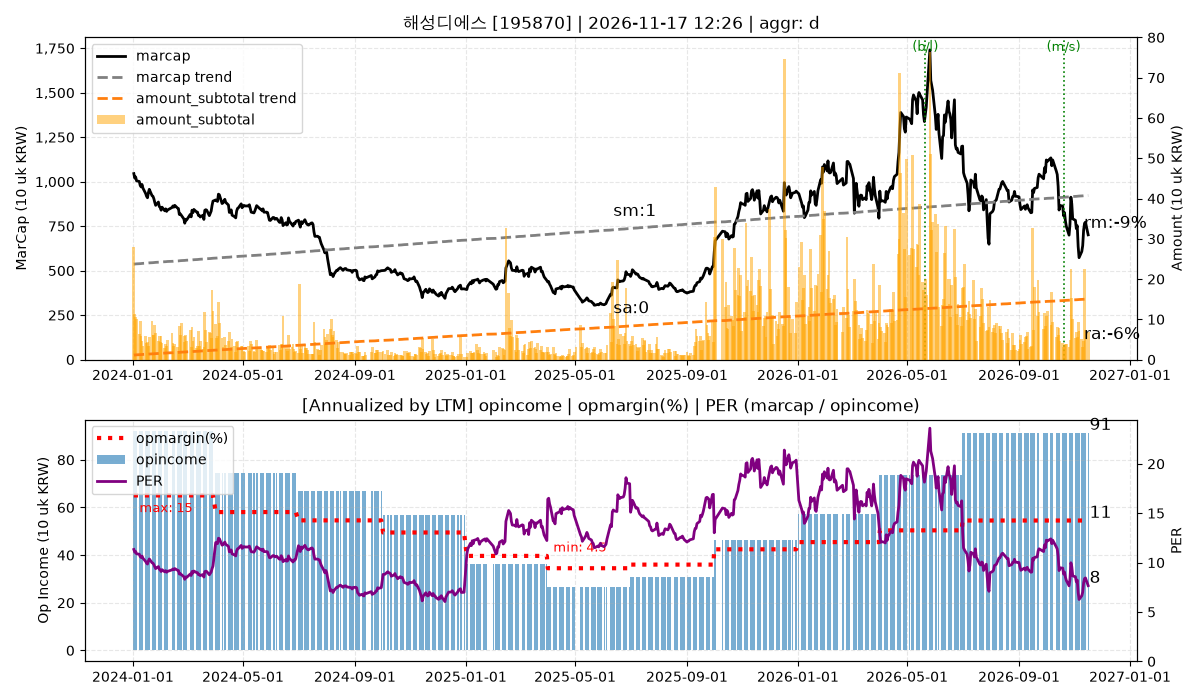 해성디에스 [195870] | 2026-11-17 12:26 | aggr: d
marcap
marcap trend
amount_subtotal trend
amount_subtotal
(b/l)
(m/s)
sm:1
sa:0
rm:-9%
ra:-6%
MarCap (10 uk KRW)
1,750
1,500
1,250
1,000
750
500
250
0
Amount (10 uk KRW)
80
70
60
50
40
30
20
10
0
2024-01-01
2024-05-01
2024-09-01
2025-01-01
2025-05-01
2025-09-01
2026-01-01
2026-05-01
2026-09-01
2027-01-01
[Annualized by LTM] opincome | opmargin(%) | PER (marcap / opincome)
opmargin(%)
opincome
PER
max: 15
min: 4.3
91
11
8
Op Income (10 uk KRW)
80
60
40
20
0
PER
20
15
10
5
0
2024-01-01
2024-05-01
2024-09-01
2025-01-01
2025-05-01
2025-09-01
2026-01-01
2026-05-01
2026-09-01
2027-01-01